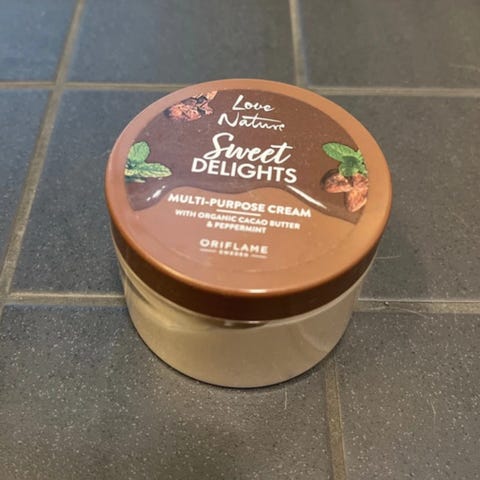 Love
Nature
Sweet
DELIGHTS
MULTI-PURPOSE CREAM
WITH ORGANIC CACAO BUTTER
& PEPPERMINT
ORIFLAME
SWEDEN